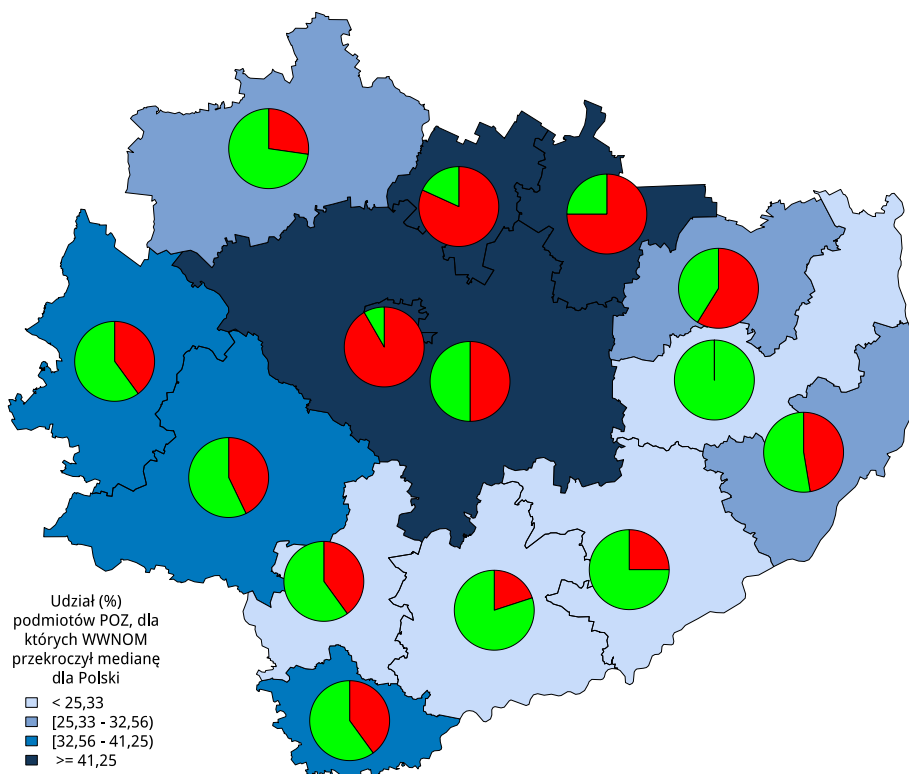 Udział (%)
podmiotów POZ, dla
których WWNOM
przekroczył medianę
dla Polski
< 25,33
[25,33 - 32,56)
[32,56 - 41,25)
>= 41,25